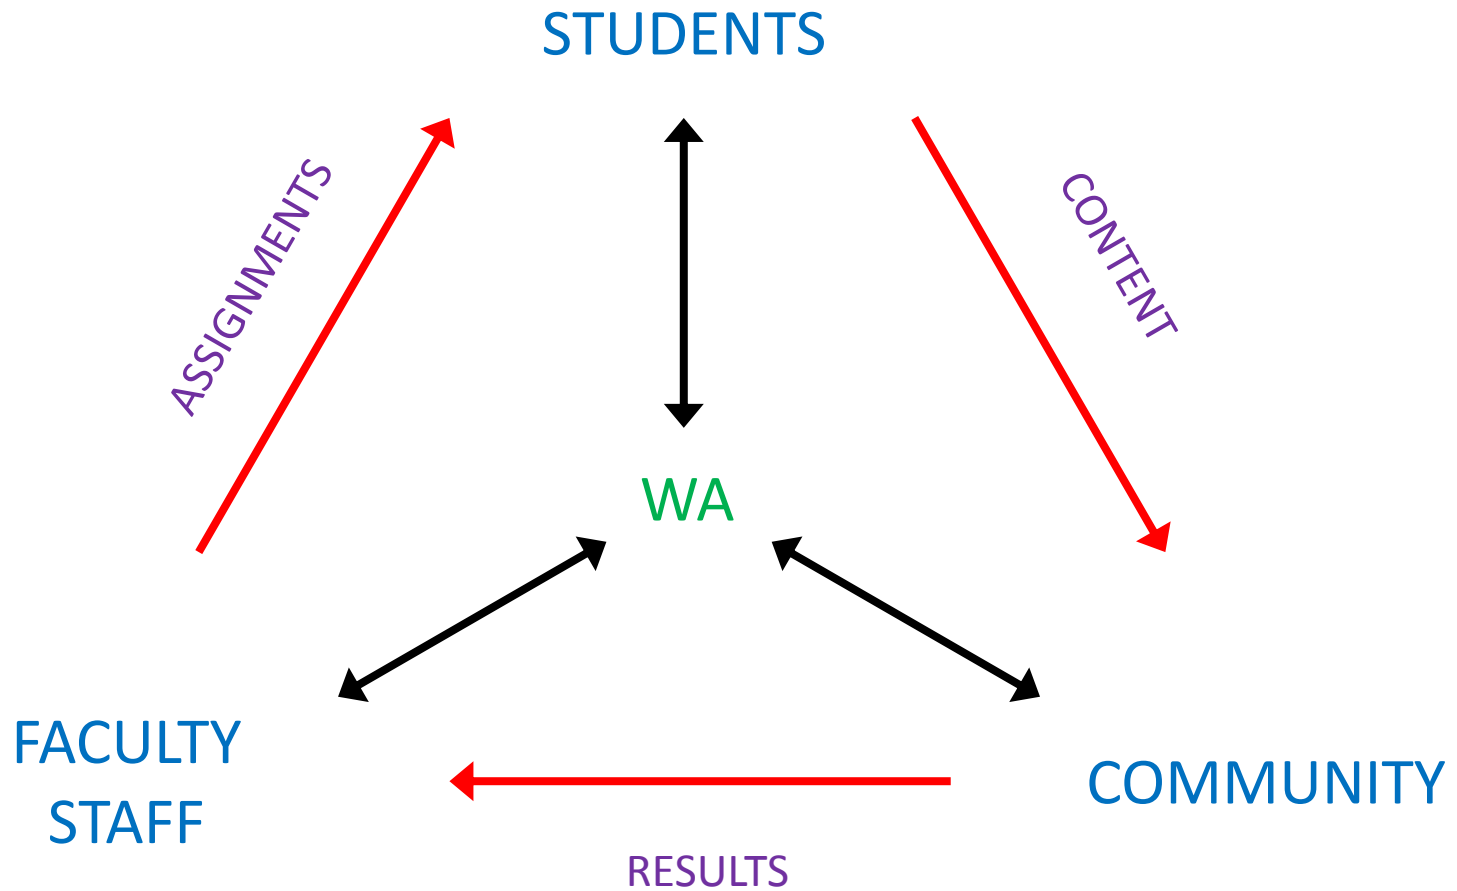 STUDENTS
ASSIGNMENTS
CONTENT
WA
FACULTY
STAFF
COMMUNITY
RESULTS